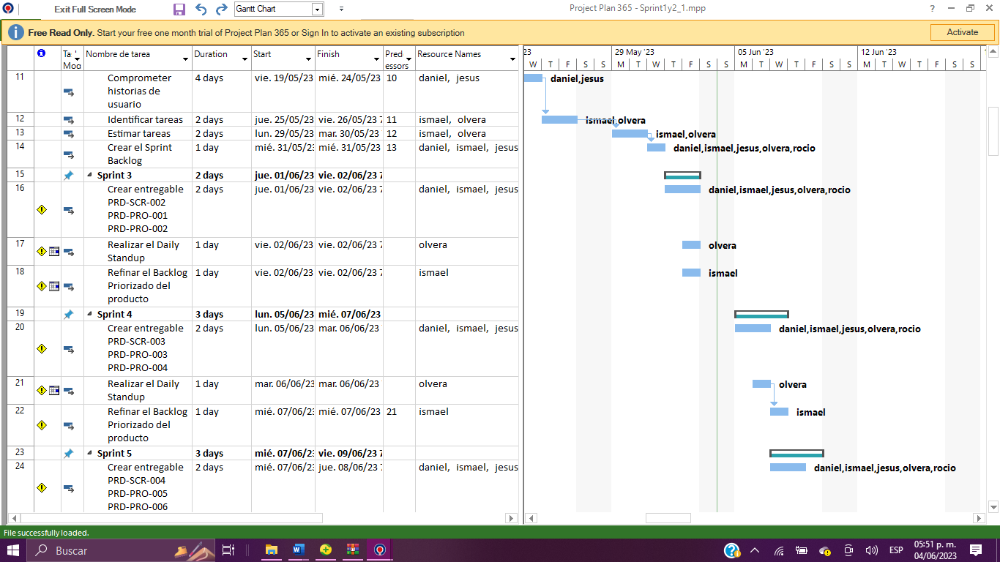 Exit Full Screen Mode
Gantt Chart
Project Plan 365 - Sprint1y2_1.mpp
Free Read Only. Start your free one month trial of Project Plan 365 or Sign In to activate an existing subscription
Activate
Nombre de tarea Duration Start Finish Pred essors Resource Names
23 29 May '23 05 Jun '23 12 Jun '23
W T F S S M T W T F S S M T W T F S S M T W T F S S
11 Comprometer historias de usuario 4 days vie. 19/05/23 mié. 24/05/23 10 daniel, jesus
daniel,jesus
12 Identificar tareas 2 days jue. 25/05/23 vie. 26/05/23 11 ismael, olvera
ismael,olvera
13 Estimar tareas 2 days lun. 29/05/23 mar. 30/05/23 12 ismael, olvera
ismael,olvera
14 Crear el Sprint Backlog 1 day mié. 31/05/23 mié. 31/05/23 13 daniel, ismael, jesus
daniel,ismael,jesus,olvera,rocio
15 Sprint 3 2 days jue. 01/06/23 vie. 02/06/23
16 Crear entregable PRD-SCR-002 PRD-PRO-001 PRD-PRO-002 2 days jue. 01/06/23 vie. 02/06/23 daniel, ismael, jesus
daniel,ismael,jesus,olvera,rocio
17 Realizar el Daily Standup 1 day vie. 02/06/23 vie. 02/06/23 olvera
olvera
18 Refinar el Backlog Priorizado del producto 1 day vie. 02/06/23 vie. 02/06/23 ismael
ismael
19 Sprint 4 3 days lun. 05/06/23 mié. 07/06/23
20 Crear entregable PRD-SCR-003 PRD-PRO-003 PRD-PRO-004 2 days lun. 05/06/23 mar. 06/06/23 daniel, ismael, jesus
daniel,ismael,jesus,olvera,rocio
21 Realizar el Daily Standup 1 day mar. 06/06/23 mar. 06/06/23 olvera
olvera
22 Refinar el Backlog Priorizado del producto 1 day mié. 07/06/23 mié. 07/06/23 21 ismael
ismael
23 Sprint 5 3 days mié. 07/06/23 vie. 09/06/23
24 Crear entregable PRD-SCR-004 PRD-PRO-005 PRD-PRO-006 2 days mié. 07/06/23 jue. 08/06/23 daniel, ismael, jesus
daniel,ismael,jesus,olvera,rocio
File successfully loaded.
Buscar
ESP
05:51 p. m.
04/06/2023